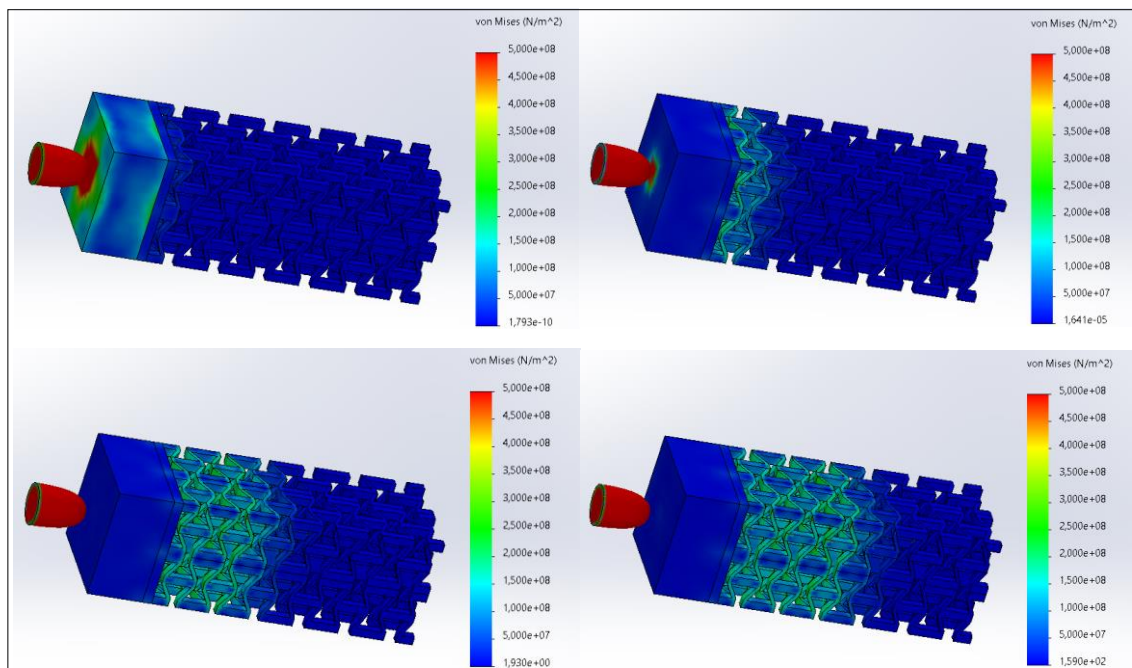 von Mises (N/m^2)
5,000e+08
4,500e+08
4,000e+08
3,500e+08
3,000e+08
2,500e+08
2,000e+08
1,500e+08
1,000e+08
5,000e+07
1,793e-10
von Mises (N/m^2)
5,000e+08
4,500e+08
4,000e+08
3,500e+08
3,000e+08
2,500e+08
2,000e+08
1,500e+08
1,000e+08
5,000e+07
1,641e-05
von Mises (N/m^2)
5,000e+08
4,500e+08
4,000e+08
3,500e+08
3,000e+08
2,500e+08
2,000e+08
1,500e+08
1,000e+08
5,000e+07
1,930e+00
von Mises (N/m^2)
5,000e+08
4,500e+08
4,000e+08
3,500e+08
3,000e+08
2,500e+08
2,000e+08
1,500e+08
1,000e+08
5,000e+07
1,590e+02